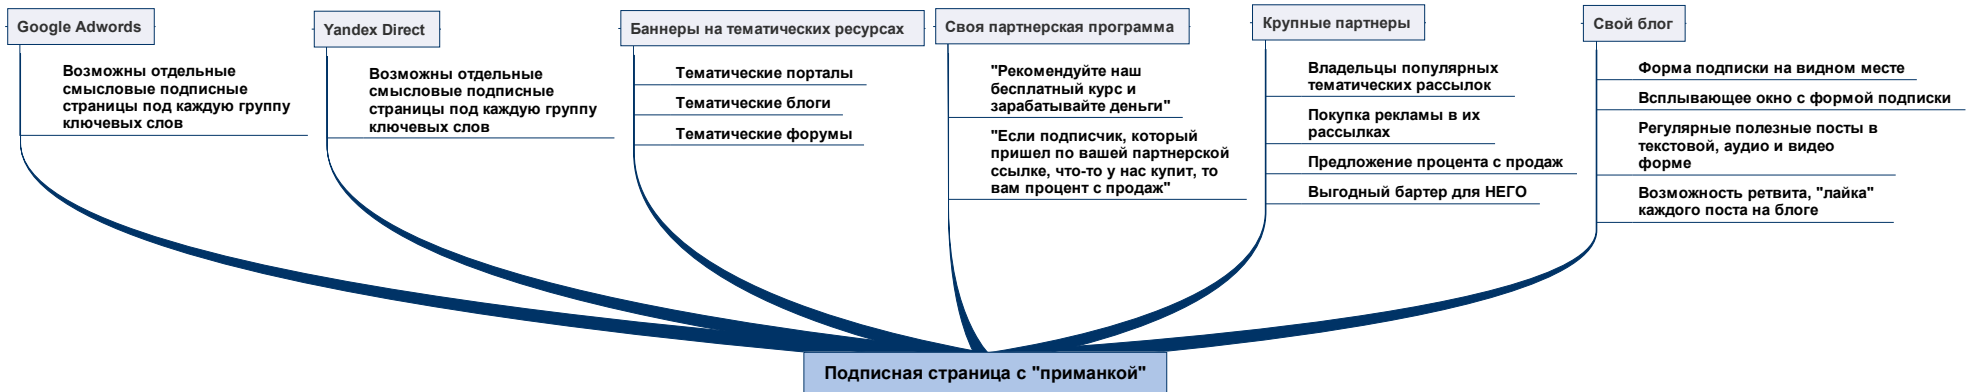 Google Adwords
Возможны отдельные
смысловые подписные
страницы под каждую группу
ключевых слов
Yandex Direct
Возможны отдельные
смысловые подписные
страницы под каждую группу
ключевых слов
Баннеры на тематических ресурсах
Тематические порталы
Тематические блоги
Тематические форумы
Своя партнерская программа
"Рекомендуйте наш
бесплатный курс и
зарабатывайте деньги"
"Если подписчик, который
пришел по вашей партнерской
ссылке, что-то у нас купит, то
вам процент с продаж"
Крупные партнеры
Владельцы популярных
тематических рассылок
Покупка рекламы в их
рассылках
Предложение процента с продаж
Выгодный бартер для НЕГО
Свой блог
Форма подписки на видном месте
Всплывающее окно с формой подписки
Регулярные полезные посты в
текстовой, аудио и видео
форме
Возможность ретвита, "лайка"
каждого поста на блоге
Подписная страница с "приманкой"